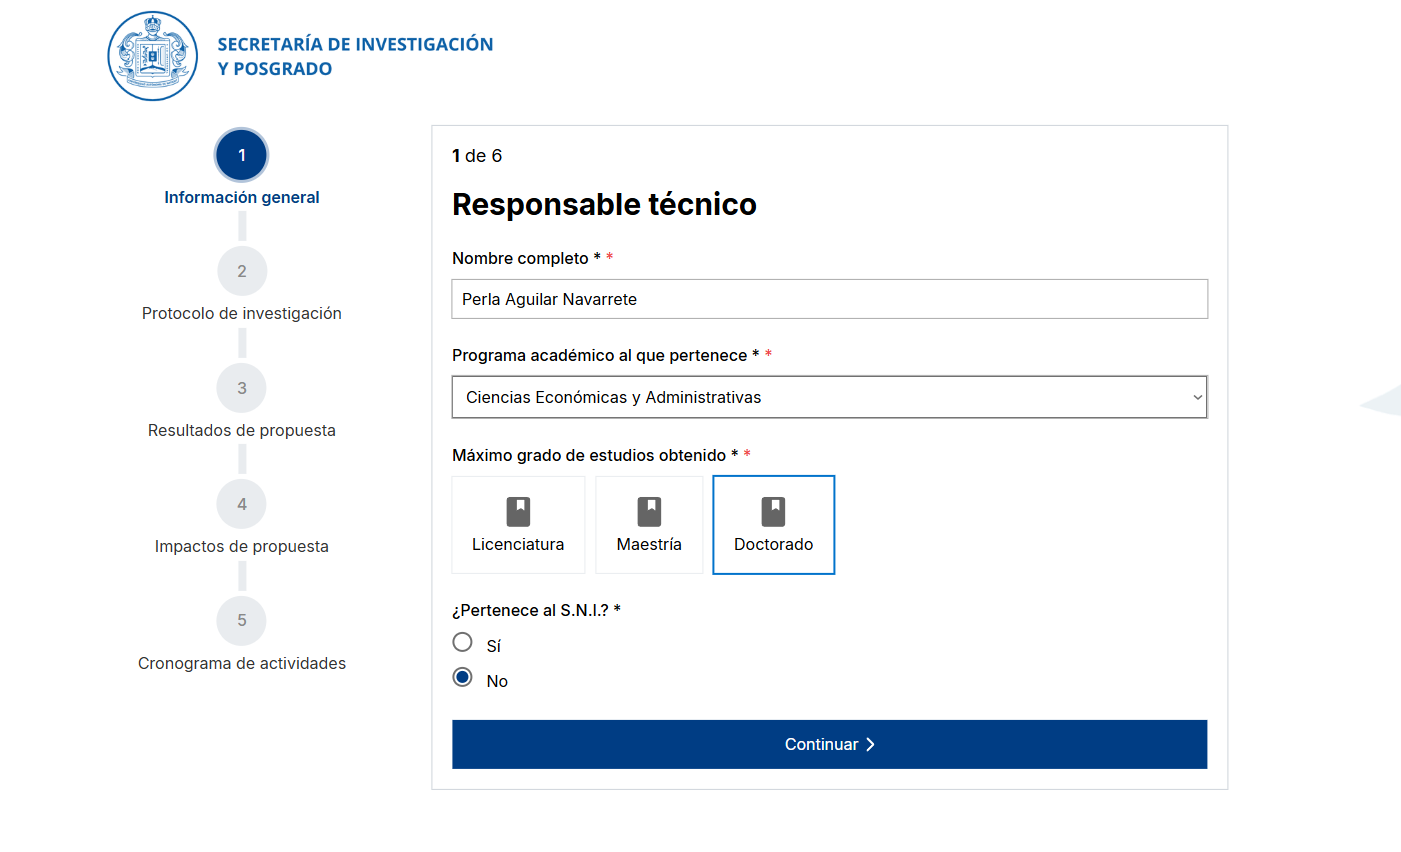 SECRETARÍA DE INVESTIGACIÓN
Y POSGRADO
1
Información general
2
Protocolo de investigación
3
Resultados de propuesta
4
Impactos de propuesta
5
Cronograma de actividades
1 de 6
Responsable técnico
Nombre completo * *
Perla Aguilar Navarrete
Programa académico al que pertenece * *
Ciencias Económicas y Administrativas
Máximo grado de estudios obtenido * *
Licenciatura
Maestría
Doctorado
¿Pertenece al S.N.I.? *
Sí
No
Continuar